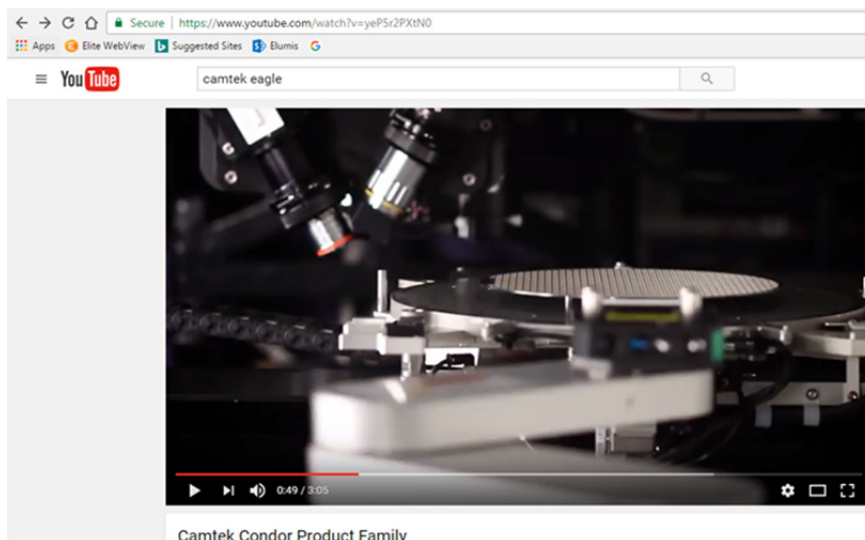 Secure | https://www.youtube.com/watch?v=yeP5r2PXtN0
Apps Elite WebView Suggested Sites Elumis
YouTube camtek eagle
0:49 / 3:05
Camtek Condor Product Family